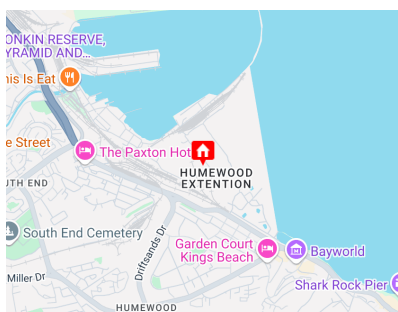 ONKIN RESERVE,
YRAMID AND...
his Is Eat
e Street
The Paxton Hot
HUMEWOOD
EXTENTION
UTH END
South End Cemetery
Driftsands Dr
Garden Court
Kings Beach
Bayworld
Miller Dr
Shark Rock Pier
HUMEWOOD